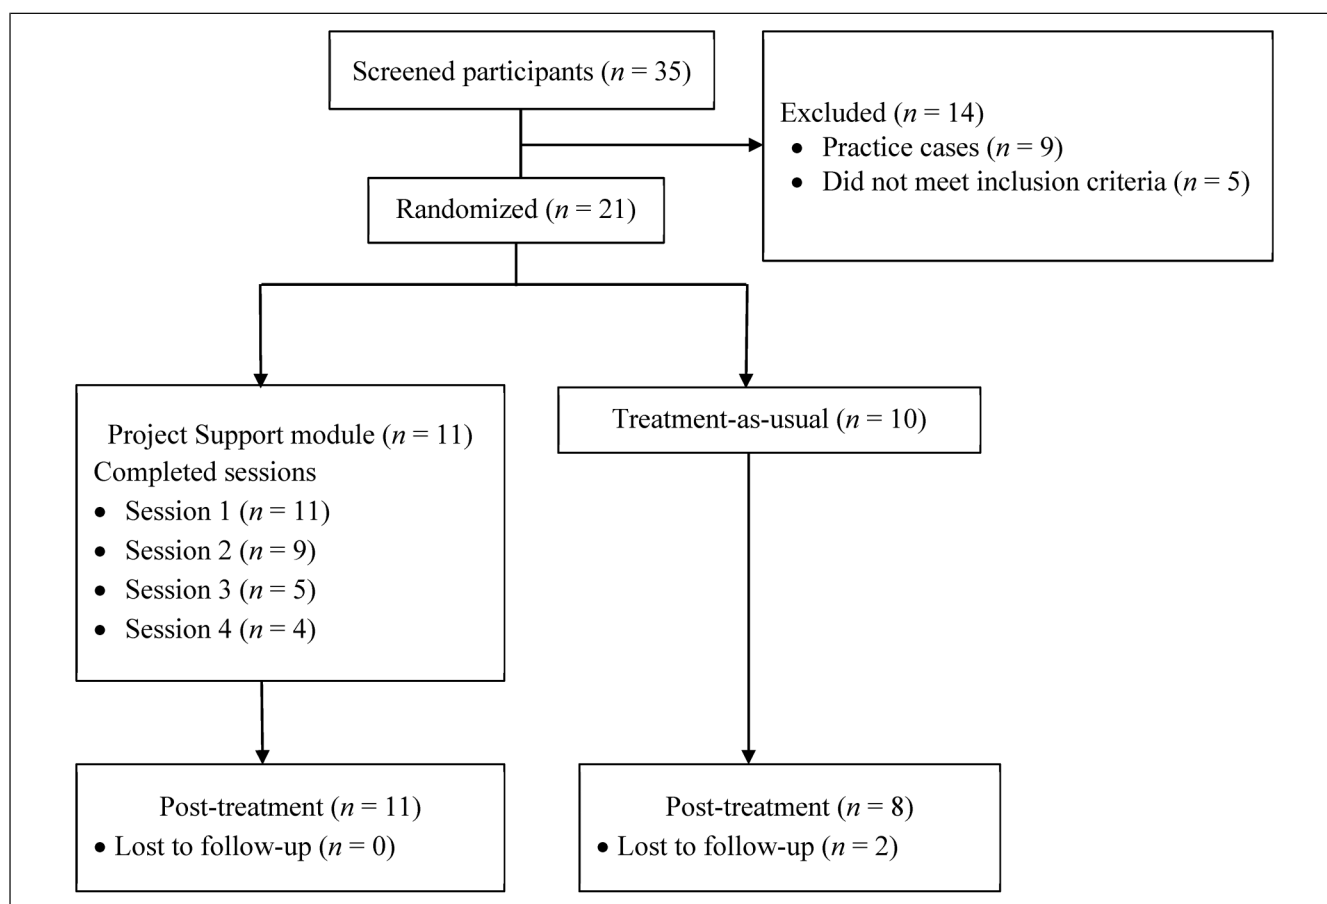 Screened participants (n = 35)
Excluded (n = 14)
• Practice cases (n = 9)
• Did not meet inclusion criteria (n = 5)
Randomized (n = 21)
Project Support module (n = 11)
Completed sessions
• Session 1 (n = 11)
• Session 2 (n = 9)
• Session 3 (n = 5)
• Session 4 (n = 4)
Treatment-as-usual (n = 10)
Post-treatment (n = 11)
• Lost to follow-up (n = 0)
Post-treatment (n = 8)
• Lost to follow-up (n = 2)